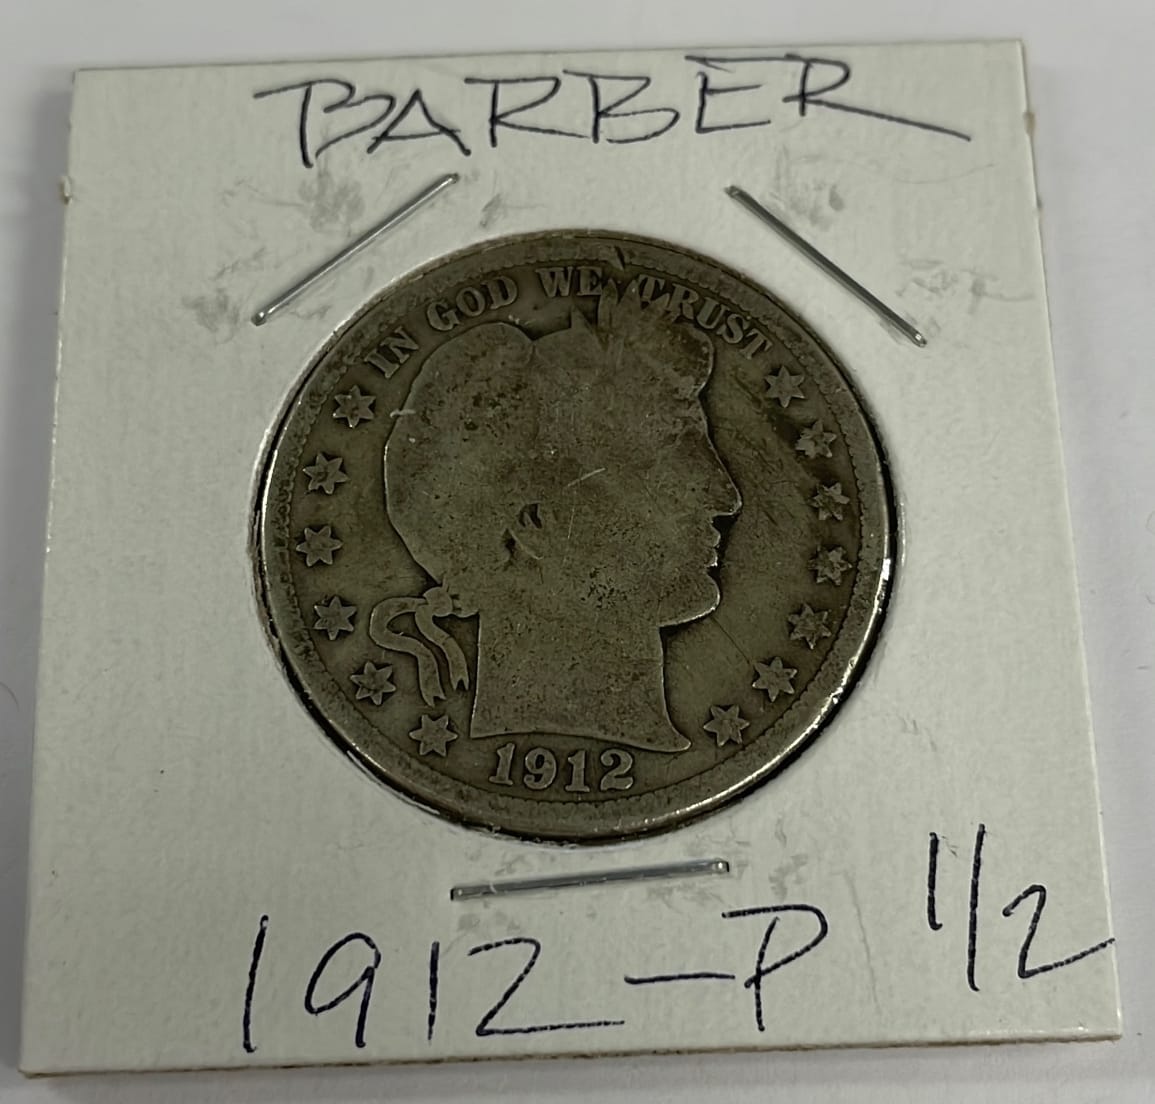 BARBER
IN GOD WE TRUST
1912
1912-P 1/2